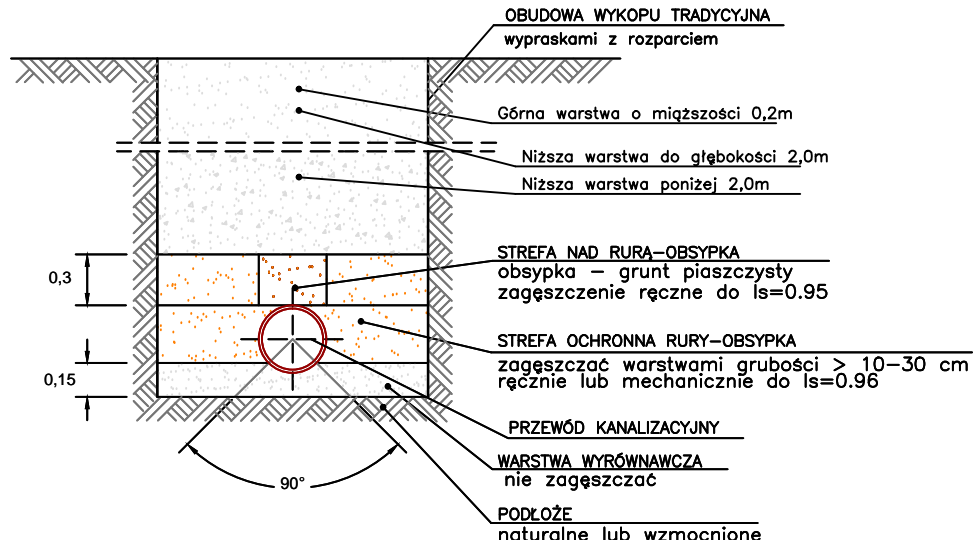 OBUDOWA WYKOPU TRADYCYJNA
wypraskami z rozparciem
Górna warstwa o miąższości 0,2m
Niższa warstwa do głębokości 2,0m
Niższa warstwa poniżej 2,0m
STREFA NAD RURĄ-OBSYPKA
obsypka – grunt piaszczysty
zagęszczenie ręczne do Is=0.95
0,3
STREFA OCHRONNA RURY-OBSYPKA
zagęszczać warstwami grubości > 10-30 cm
ręcznie lub mechanicznie do Is=0.96
0,15
PRZEWÓD KANALIZACYJNY
WARSTWA WYRÓWNAWCZA
nie zagęszczać
90°
PODŁOŻE
naturalne lub wzmocnione